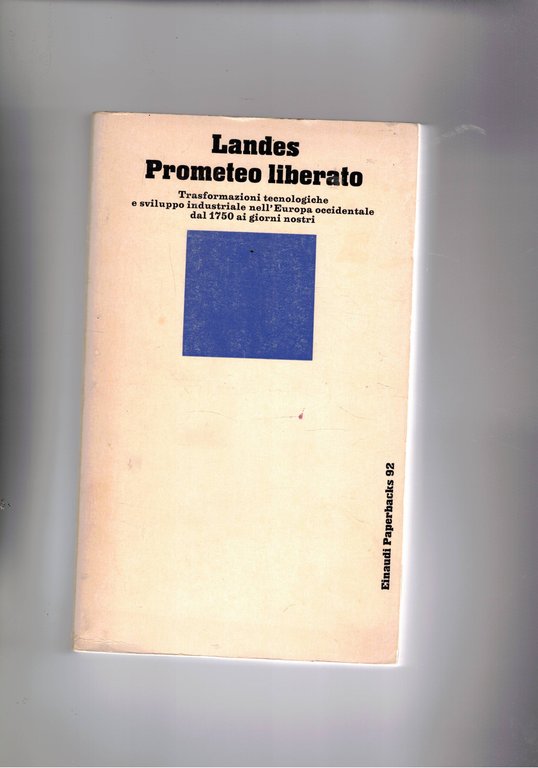 Landes
Prometeo liberato
Trasformazioni tecnologiche
e sviluppo industriale nell'Europa occidentale
dal 1750 ai giorni nostri
Einaudi Paperbacks 92